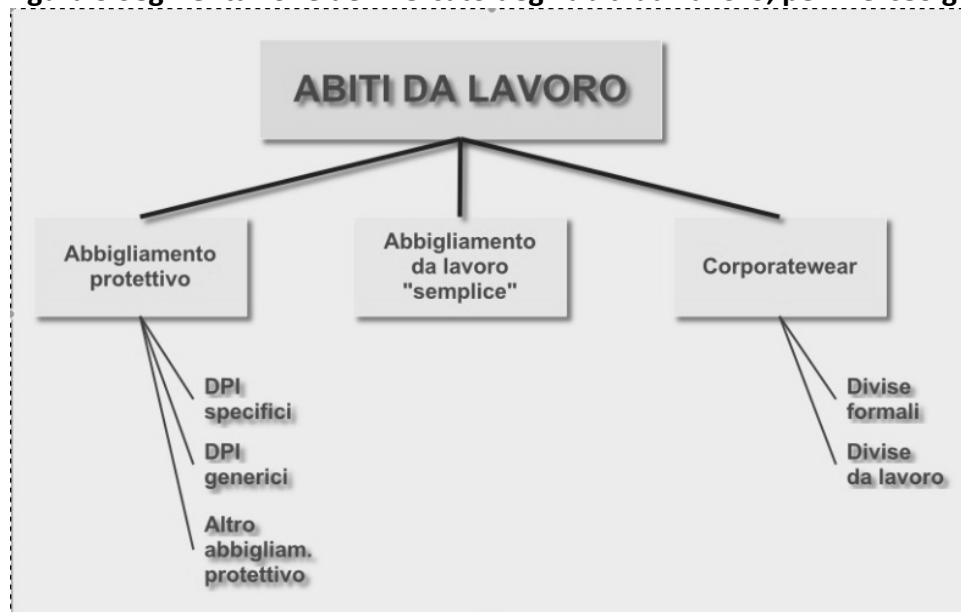 ABITI DA LAVORO
Abbigliamento
protettivo
Abbigliamento
da lavoro
"semplice"
Corporatewear
DPI
specifici
DPI
generici
Altro
abbigliam.
protettivo
Divise
formali
Divise
da lavoro